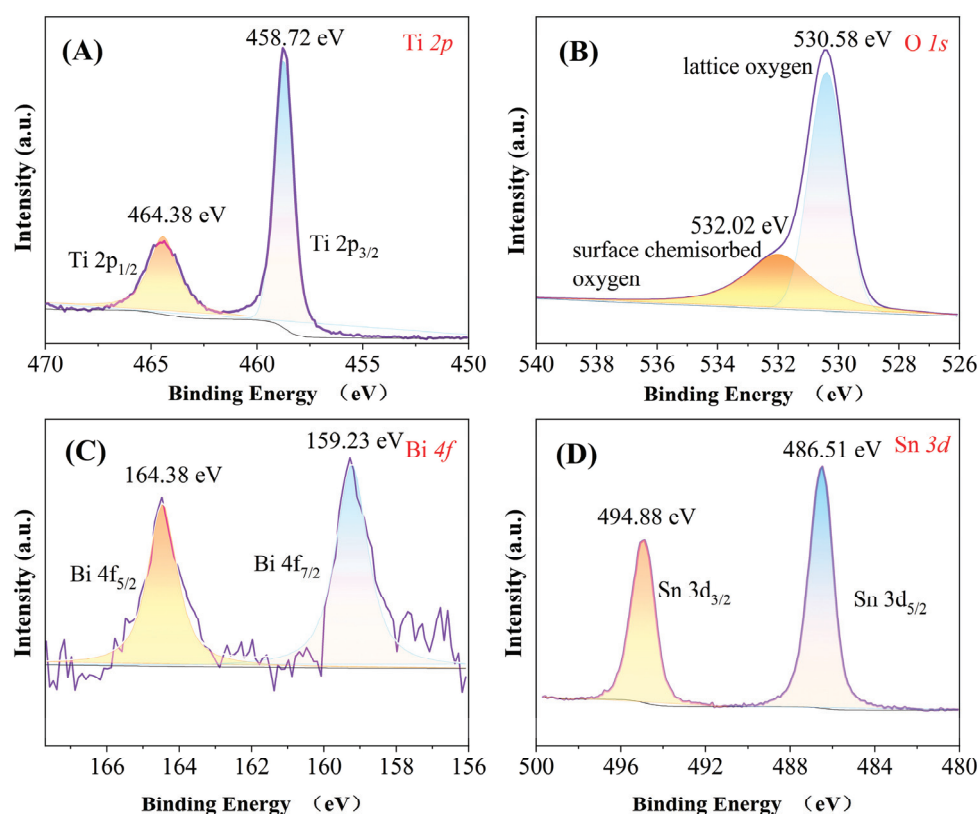 (A)
458.72 eV
Ti 2p
464.38 eV
Ti 2p1/2
Ti 2p3/2
Intensity (a.u.)
470 465 460 455 450
Binding Energy （eV）
(B)
530.58 eV
O 1s
lattice oxygen
532.02 eV
surface chemisorbed
oxygen
Intensity (a.u.)
540 538 536 534 532 530 528 526
Binding Energy （eV）
(C)
159.23 eV
Bi 4f
164.38 eV
Bi 4f5/2
Bi 4f7/2
Intensity (a.u.)
166 164 162 160 158 156
Binding Energy （eV）
(D)
486.51 eV
Sn 3d
494.88 eV
Sn 3d3/2
Sn 3d5/2
Intensity (a.u.)
500 496 492 488 484 480
Binding Energy （eV）